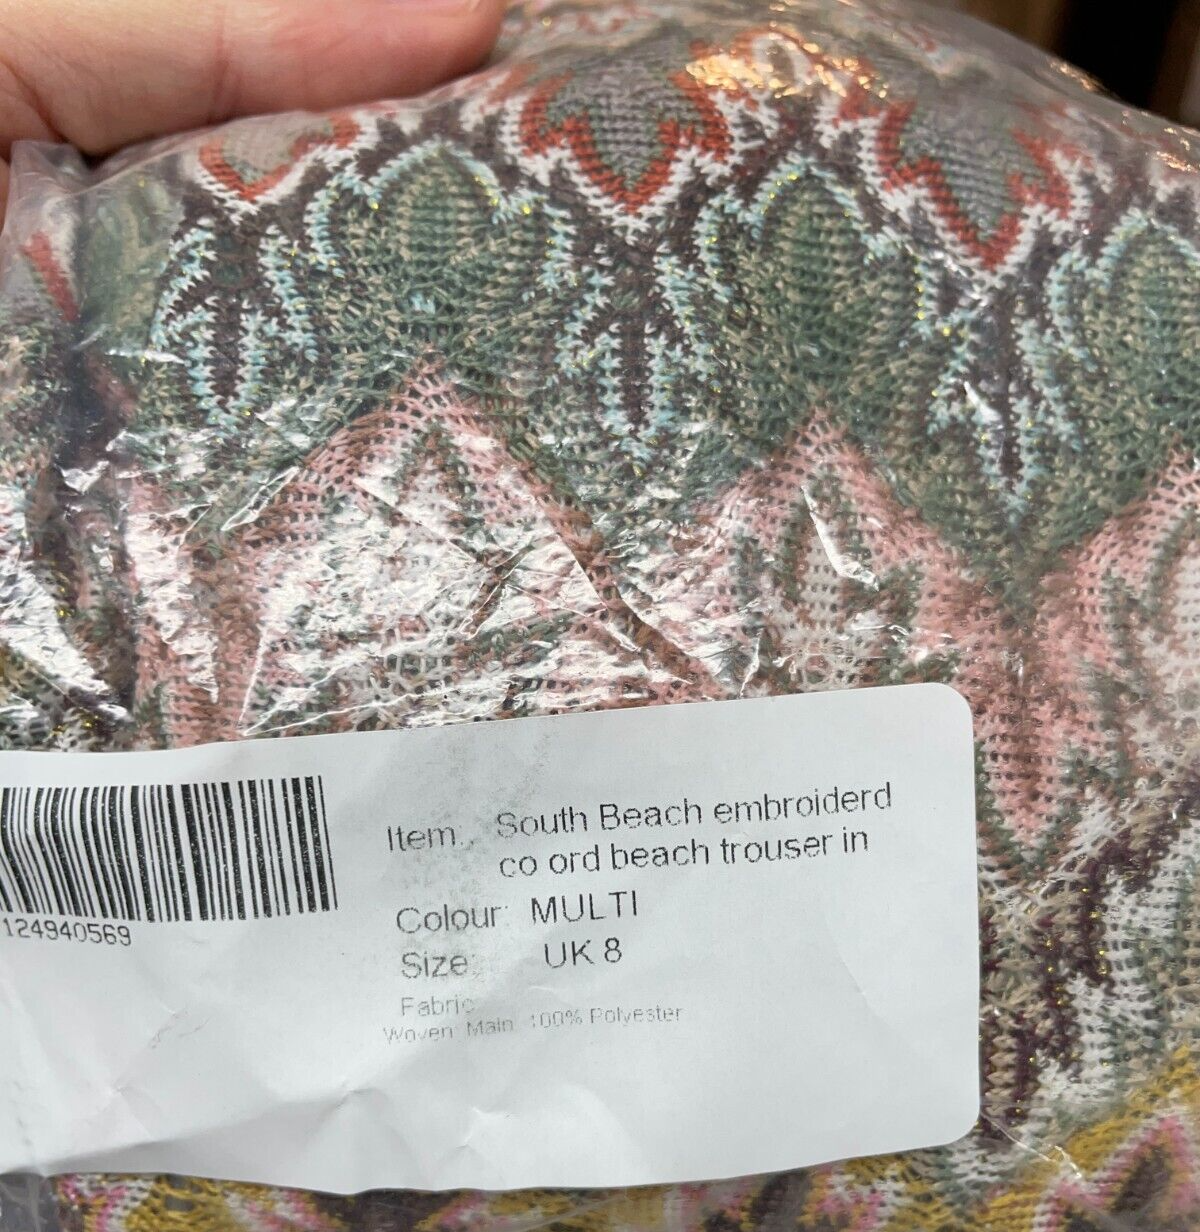 Item: South Beach embroiderd
co ord beach trouser in
Colour: MULTI
Size: UK 8
Fabric
Woven: Main: 100% Polyester
124940569